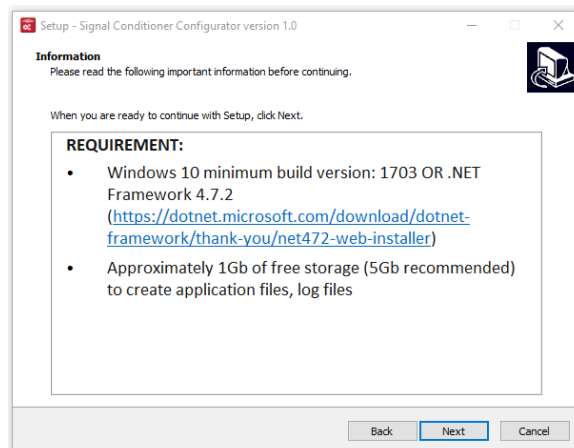 Setup - Signal Conditioner Configurator version 1.0
Information
Please read the following important information before continuing.
When you are ready to continue with Setup, click Next.
REQUIREMENT:
• Windows 10 minimum build version: 1703 OR .NET
Framework 4.7.2
(https://dotnet.microsoft.com/download/dotnet-
framework/thank-you/net472-web-installer)
• Approximately 1Gb of free storage (5Gb recommended)
to create application files, log files
Back Next Cancel